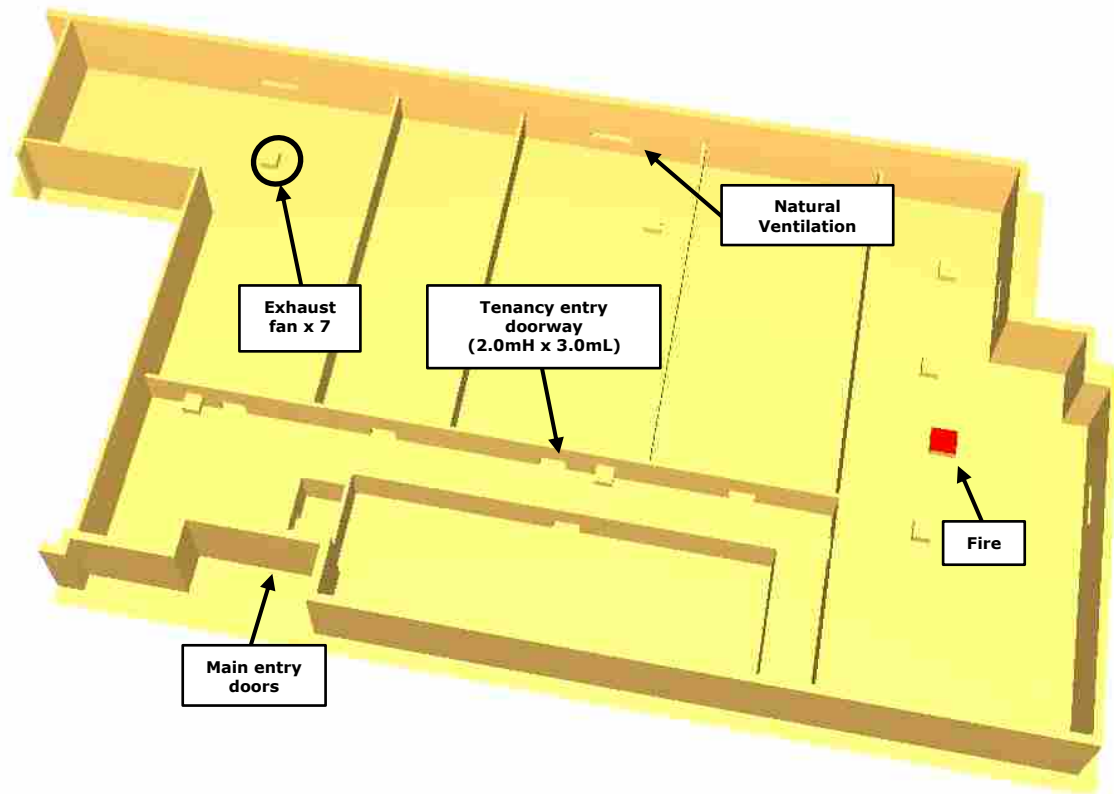 Natural
Ventilation
Exhaust
fan x 7
Tenancy entry
doorway
(2.0mH x 3.0mL)
Fire
Main entry
doors